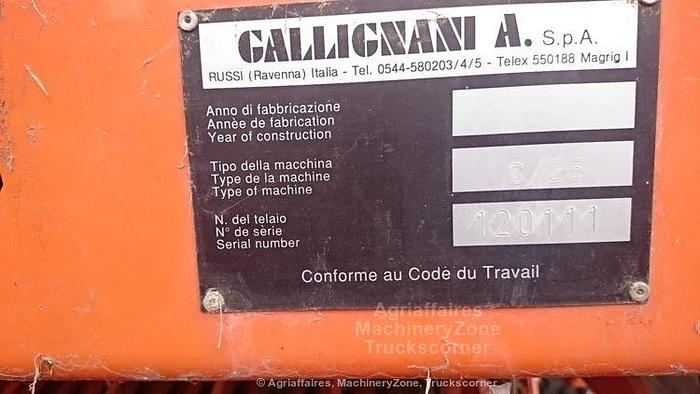 GALLIGNANI A. S.p.A.
RUSSI (Ravenna) Italia - Tel. 0544-580203/4/5 - Telex 550188 Magrig I
Anno di fabbricazione
Annèe de fabrication
Year of construction
Tipo della macchina
Type de la machine
Type of machine
N. del telaio
N° de série
Serial number
120111
Conforme au Code du Travail
Agriaffaires
MachineryZone
Truckscorner
© Agriaffaires, MachineryZone, Truckscorner